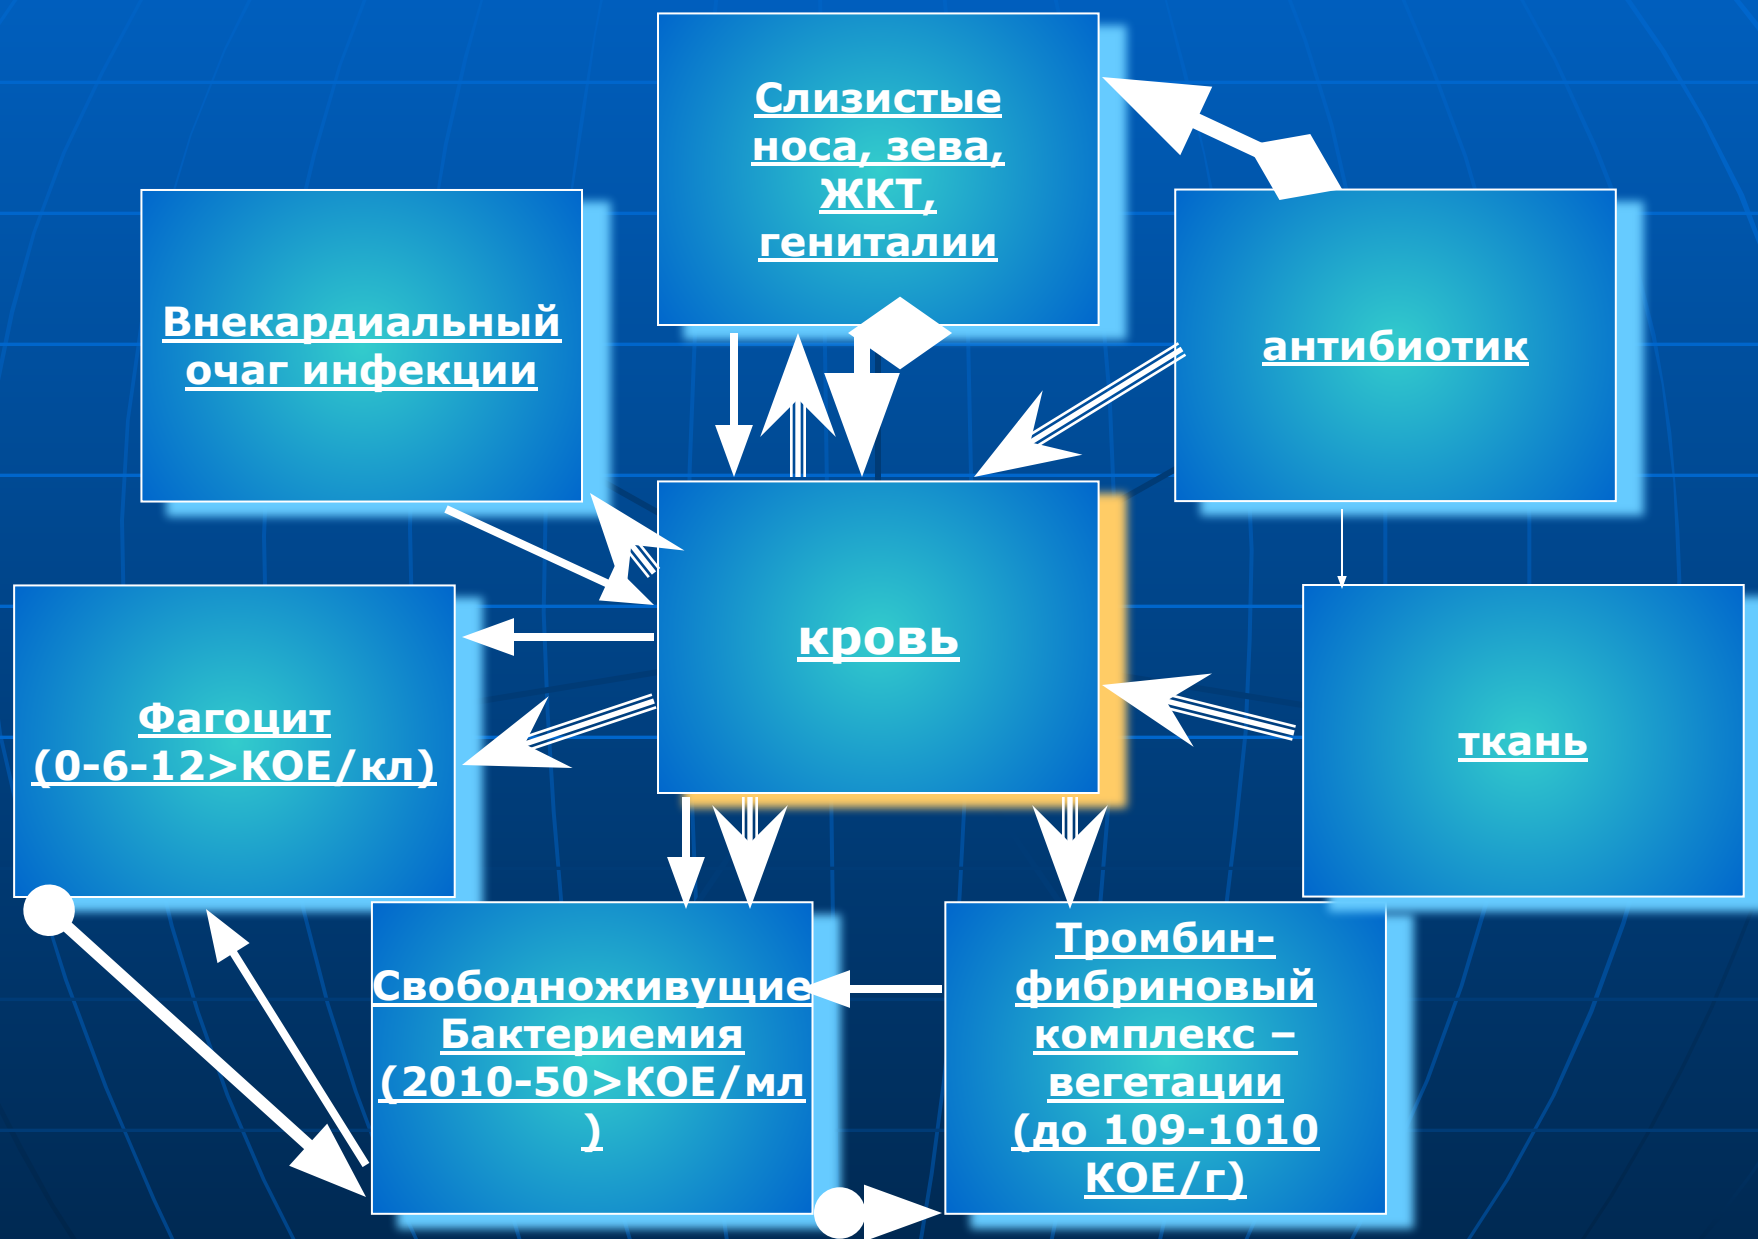 Слизистые
носа, зева,
ЖКТ,
гениталии
Внекардиальный
очаг инфекции
антибиотик
кровь
Фагоцит
(0-6-12>КОЕ/кл)
ткань
Свободноживущие
Бактериемия
(2010-50>КОЕ/мл
)
Тромбин-
фибриновый
комплекс –
вегетации
(до 109-1010
КОЕ/г)